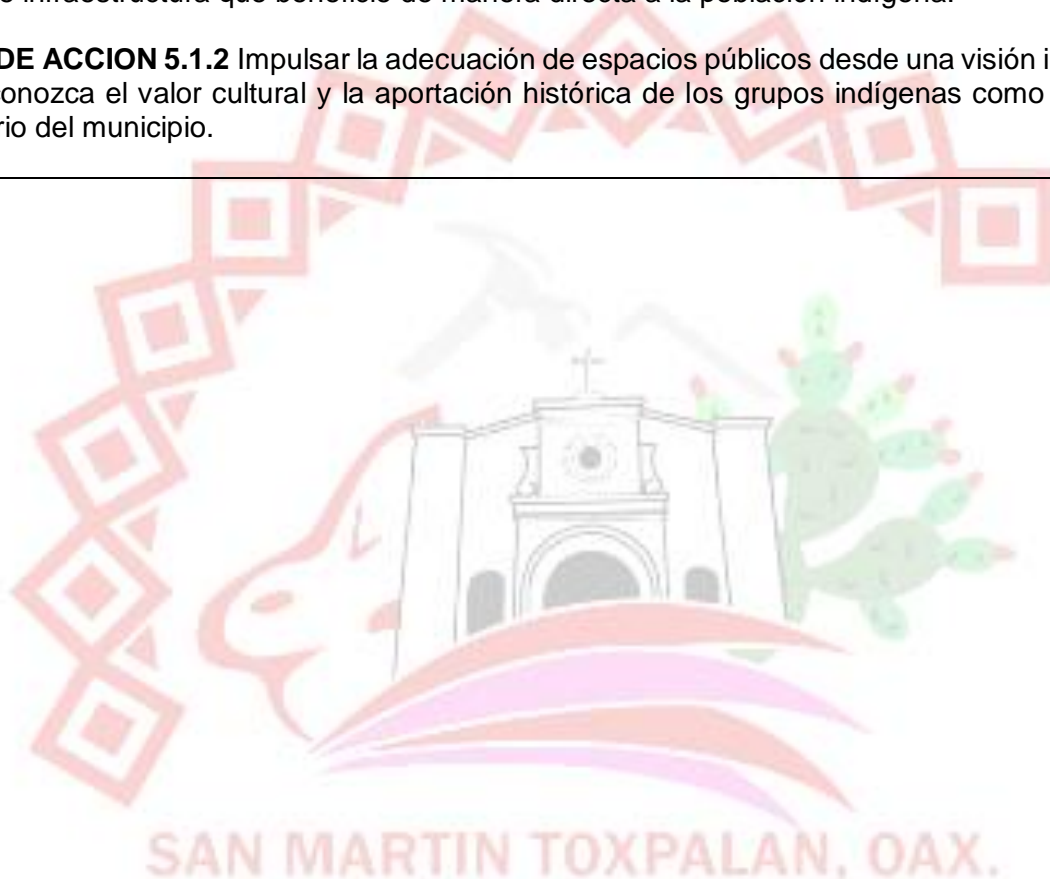 infraestructura que beneficie de manera directa a la población indígena.
DE ACCION 5.1.2 Impulsar la adecuación de espacios públicos desde una visión
conozca el valor cultural y la aportación histórica de los grupos indígenas como
rio del municipio.
SAN MARTIN TOXPALAN, OAX.